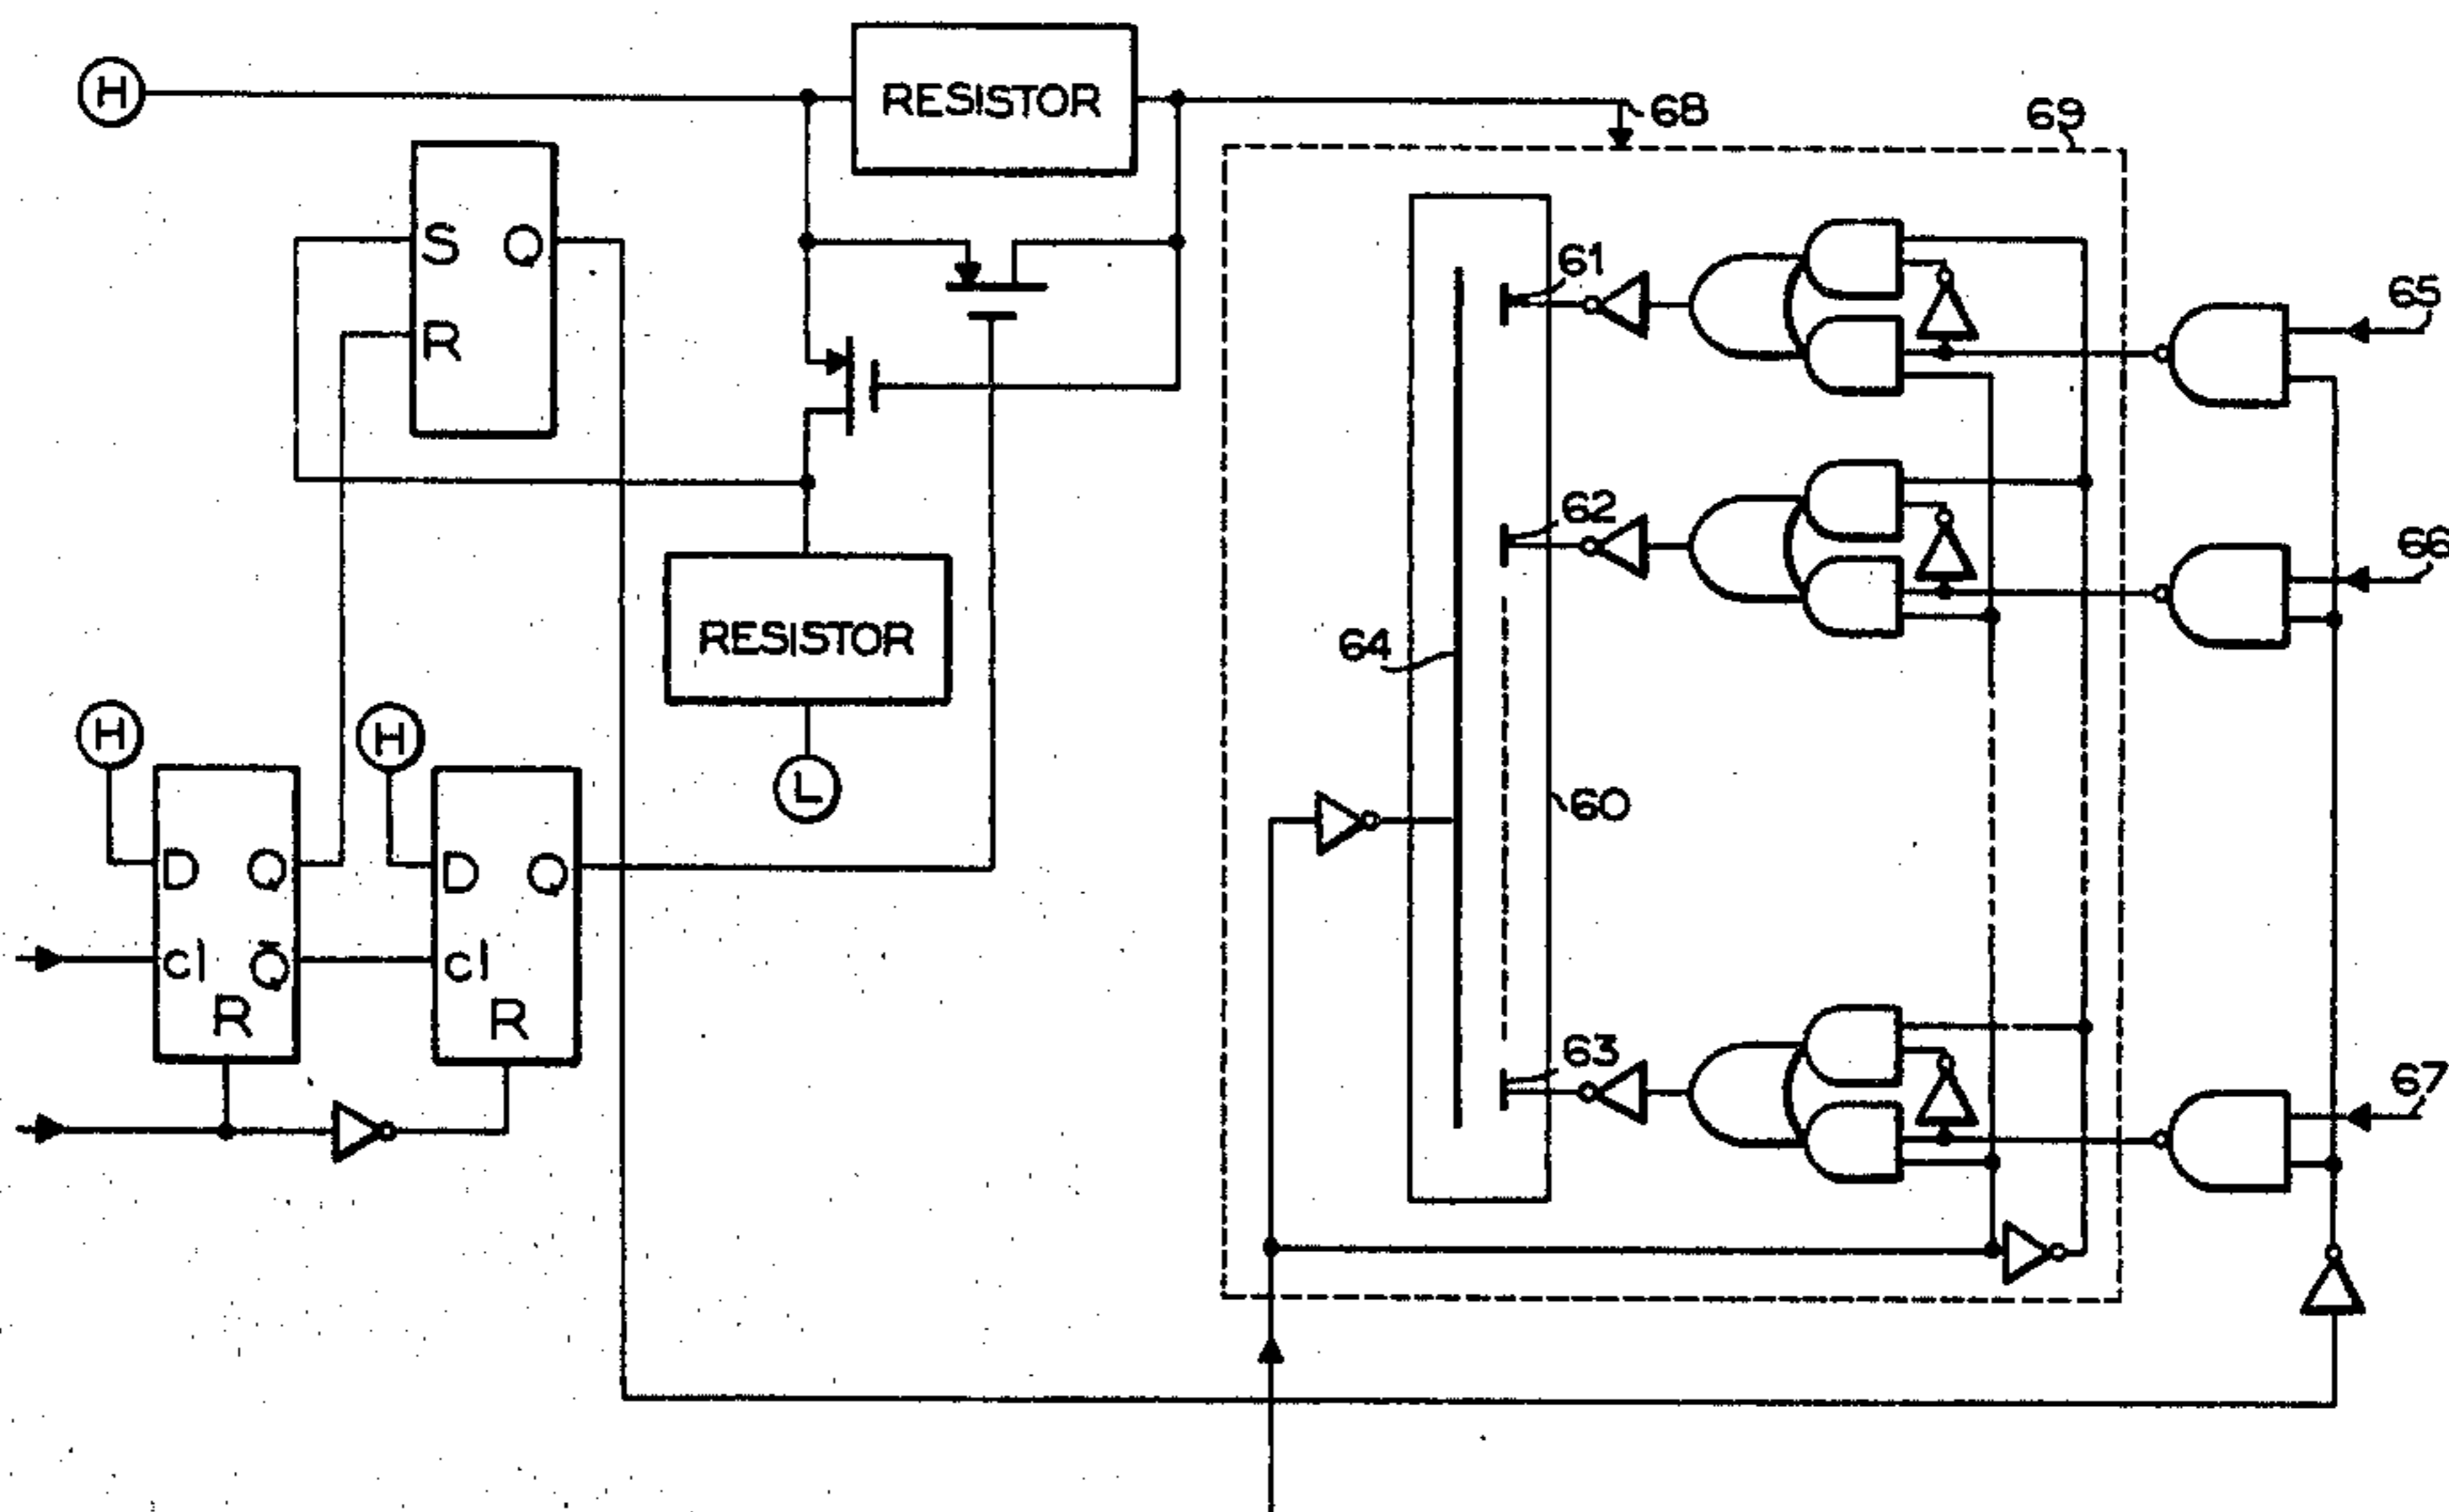 H
RESISTOR
68
69
S Q
R
61
65
62
66
RESISTOR
64
H
H
L
60
D Q
D Q
cl Q̄
cl
R
R
63
67